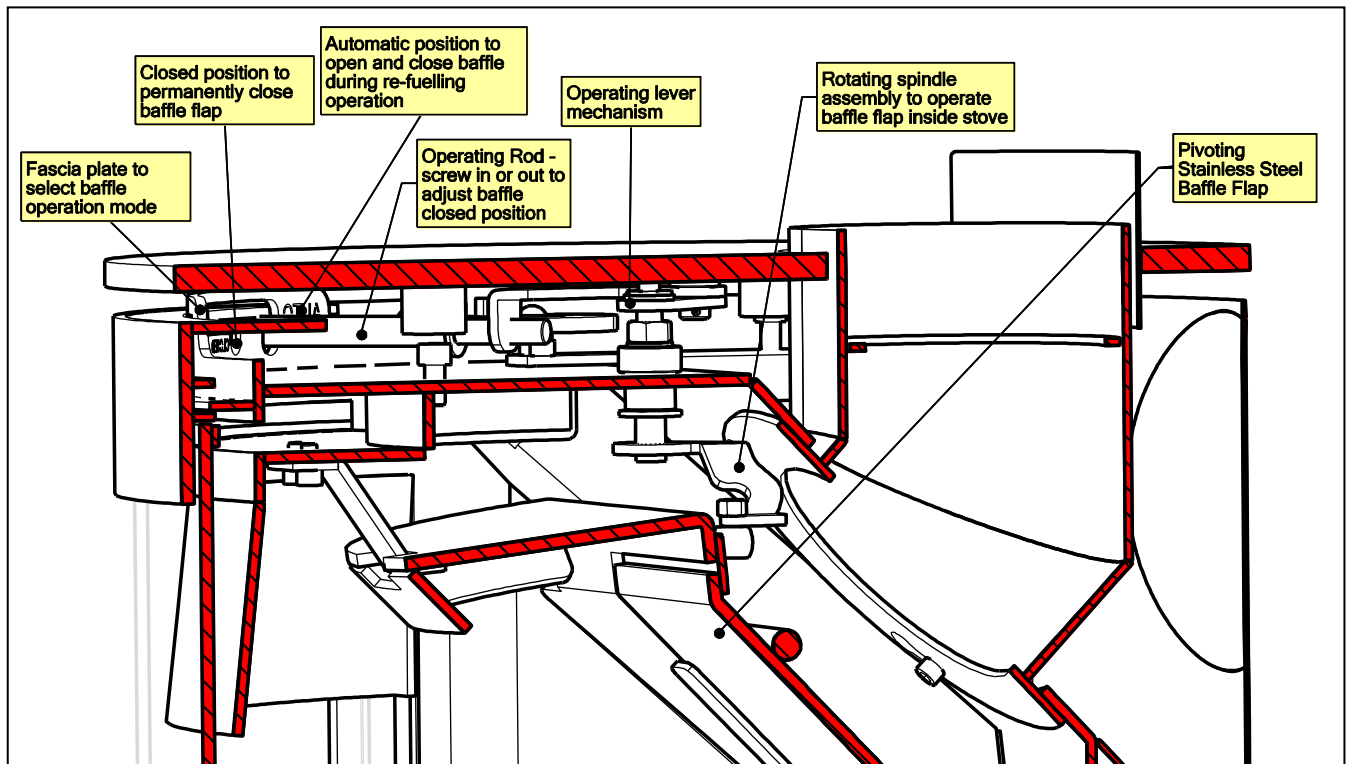 Automatic position to
open and close baffle
during re-fuelling
operation
Closed position to
permanently close
baffle flap
Operating lever
mechanism
Rotating spindle
assembly to operate
baffle flap inside stove
Fascia plate to
select baffle
operation mode
Operating Rod -
screw in or out to
adjust baffle
closed position
Pivoting
Stainless Steel
Baffle Flap